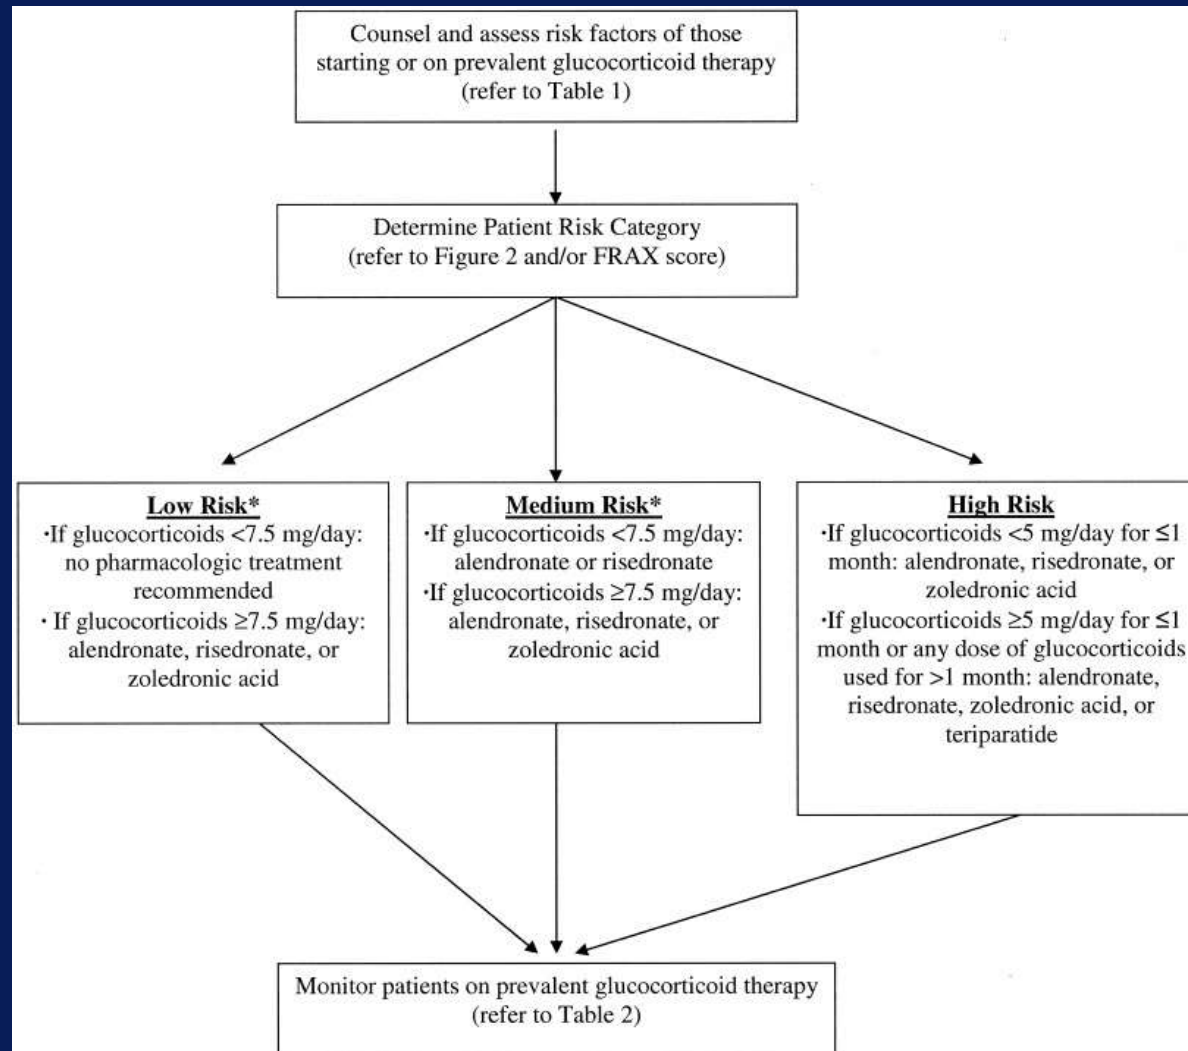 Counsel and assess risk factors of those
starting or on prevalent glucocorticoid therapy
(refer to Table 1)
Determine Patient Risk Category
(refer to Figure 2 and/or FRAX score)
Low Risk*
·If glucocorticoids <7.5 mg/day:
no pharmacologic treatment
recommended
· If glucocorticoids ≥7.5 mg/day:
alendronate, risedronate, or
zoledronic acid
Medium Risk*
·If glucocorticoids <7.5 mg/day:
alendronate or risedronate
·If glucocorticoids ≥7.5 mg/day:
alendronate, risedronate, or
zoledronic acid
High Risk
·If glucocorticoids <5 mg/day for ≤1
month: alendronate, risedronate, or
zoledronic acid
·If glucocorticoids ≥5 mg/day for ≤1
month or any dose of glucocorticoids
used for >1 month: alendronate,
risedronate, zoledronic acid, or
teriparatide
Monitor patients on prevalent glucocorticoid therapy
(refer to Table 2)